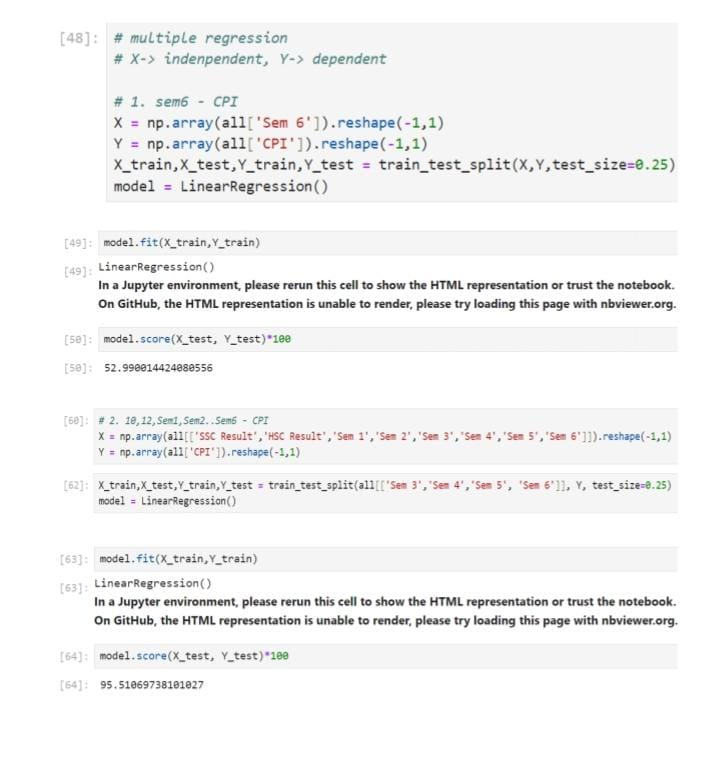 [48]: # multiple regression
# X-> indenpendent, Y-> dependent
# 1. sem6 - CPI
X = np.array(all['Sem 6']).reshape(-1,1)
Y = np.array(all['CPI']).reshape(-1,1)
X_train,X_test,Y_train,Y_test = train_test_split(X,Y,test_size=0.25)
model = LinearRegression()
[49]: model.fit(X_train,Y_train)
[49]: LinearRegression()
In a Jupyter environment, please rerun this cell to show the HTML representation or trust the notebook.
On GitHub, the HTML representation is unable to render, please try loading this page with nbviewer.org.
[50]: model.score(X_test, Y_test)*100
[50]: 52.990014424080556
[60]: # 2. 10,12,Sem1,Sem2..Sem6 - CPI
X = np.array(all[['SSC Result','HSC Result','Sem 1','Sem 2','Sem 3','Sem 4','Sem 5','Sem 6']]).reshape(-1,1)
Y = np.array(all['CPI']).reshape(-1,1)
[62]: X_train,X_test,Y_train,Y_test = train_test_split(all[['Sem 3','Sem 4','Sem 5', 'Sem 6']], Y, test_size=0.25)
model = LinearRegression()
[63]: model.fit(X_train,Y_train)
[63]: LinearRegression()
In a Jupyter environment, please rerun this cell to show the HTML representation or trust the notebook.
On GitHub, the HTML representation is unable to render, please try loading this page with nbviewer.org.
[64]: model.score(X_test, Y_test)*100
[64]: 95.51069738101027